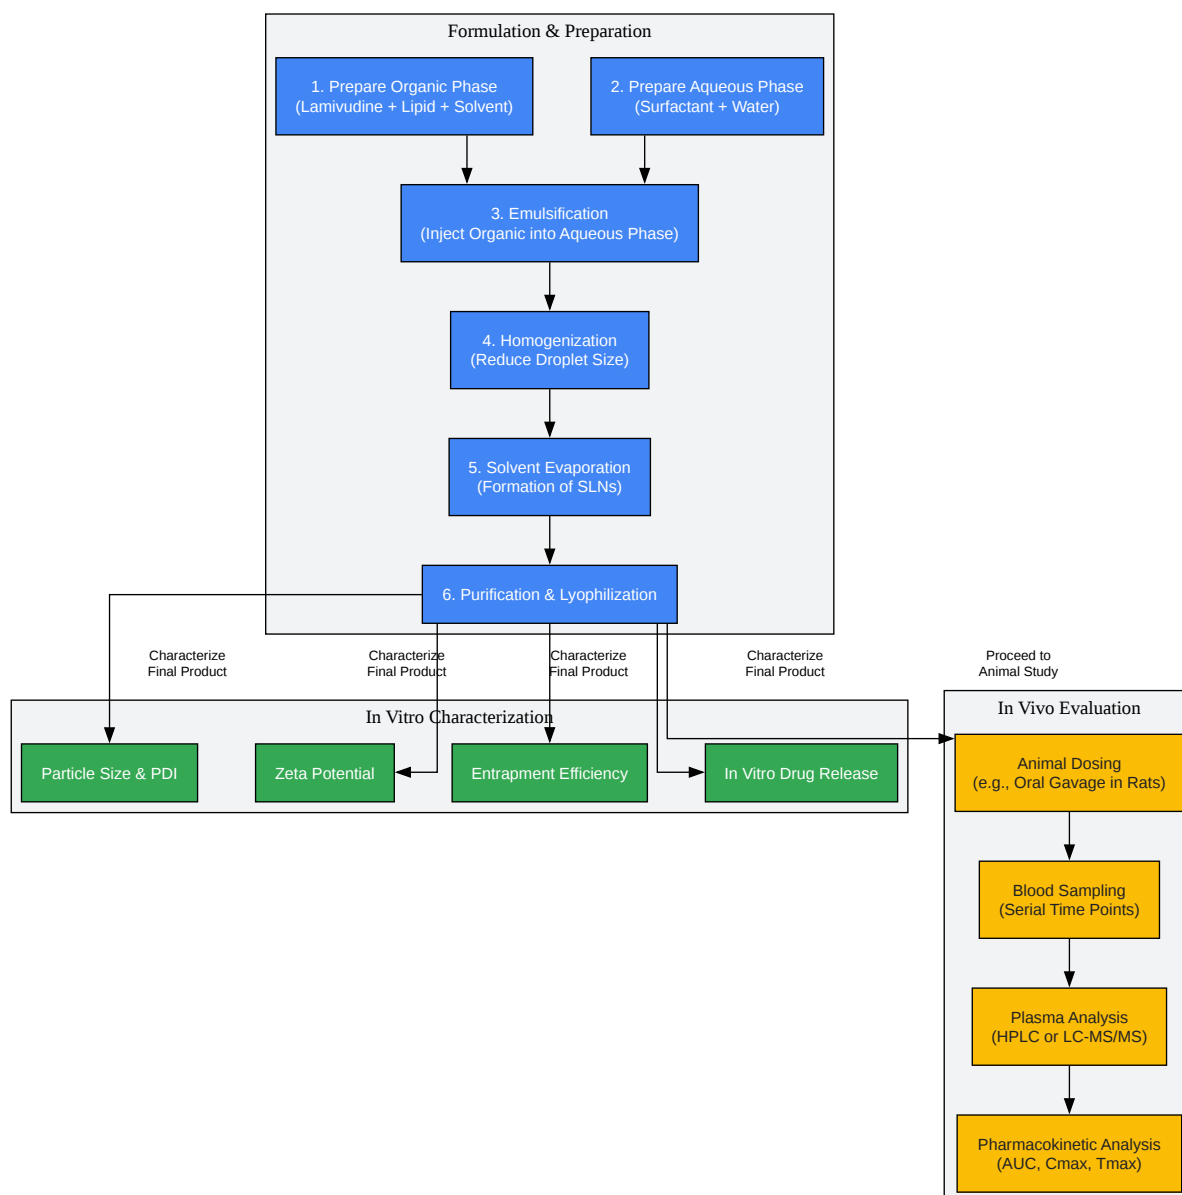 Formulation & Preparation
1. Prepare Organic Phase
(Lamivudine + Lipid + Solvent)
2. Prepare Aqueous Phase
(Surfactant + Water)
3. Emulsification
(Inject Organic into Aqueous Phase)
4. Homogenization
(Reduce Droplet Size)
5. Solvent Evaporation
(Formation of SLNs)
6. Purification & Lyophilization
Characterize
Final Product
Characterize
Final Product
Characterize
Final Product
Characterize
Final Product
Proceed to
Animal Study
In Vitro Characterization
Particle Size & PDI
Zeta Potential
Entrapment Efficiency
In Vitro Drug Release
In Vivo Evaluation
Animal Dosing
(e.g., Oral Gavage in Rats)
Blood Sampling
(Serial Time Points)
Plasma Analysis
(HPLC or LC-MS/MS)
Pharmacokinetic Analysis
(AUC, Cmax, Tmax)